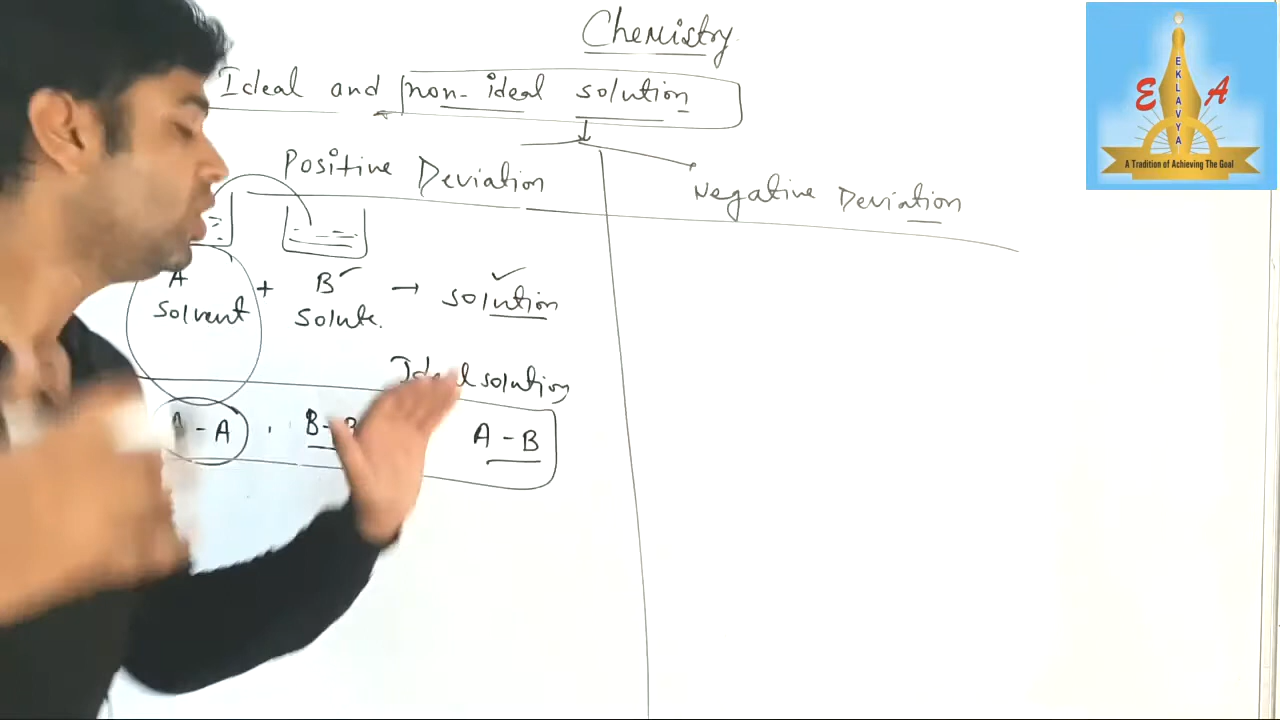 Chemistry
Ideal and non-ideal solution
Positive Deviation
Negative Deviation
A + B → solution
Solvent solute.
Ideal solution
A - A . B - B A - B
E A
EKLAVYA
A Tradition of Achieving The Goal